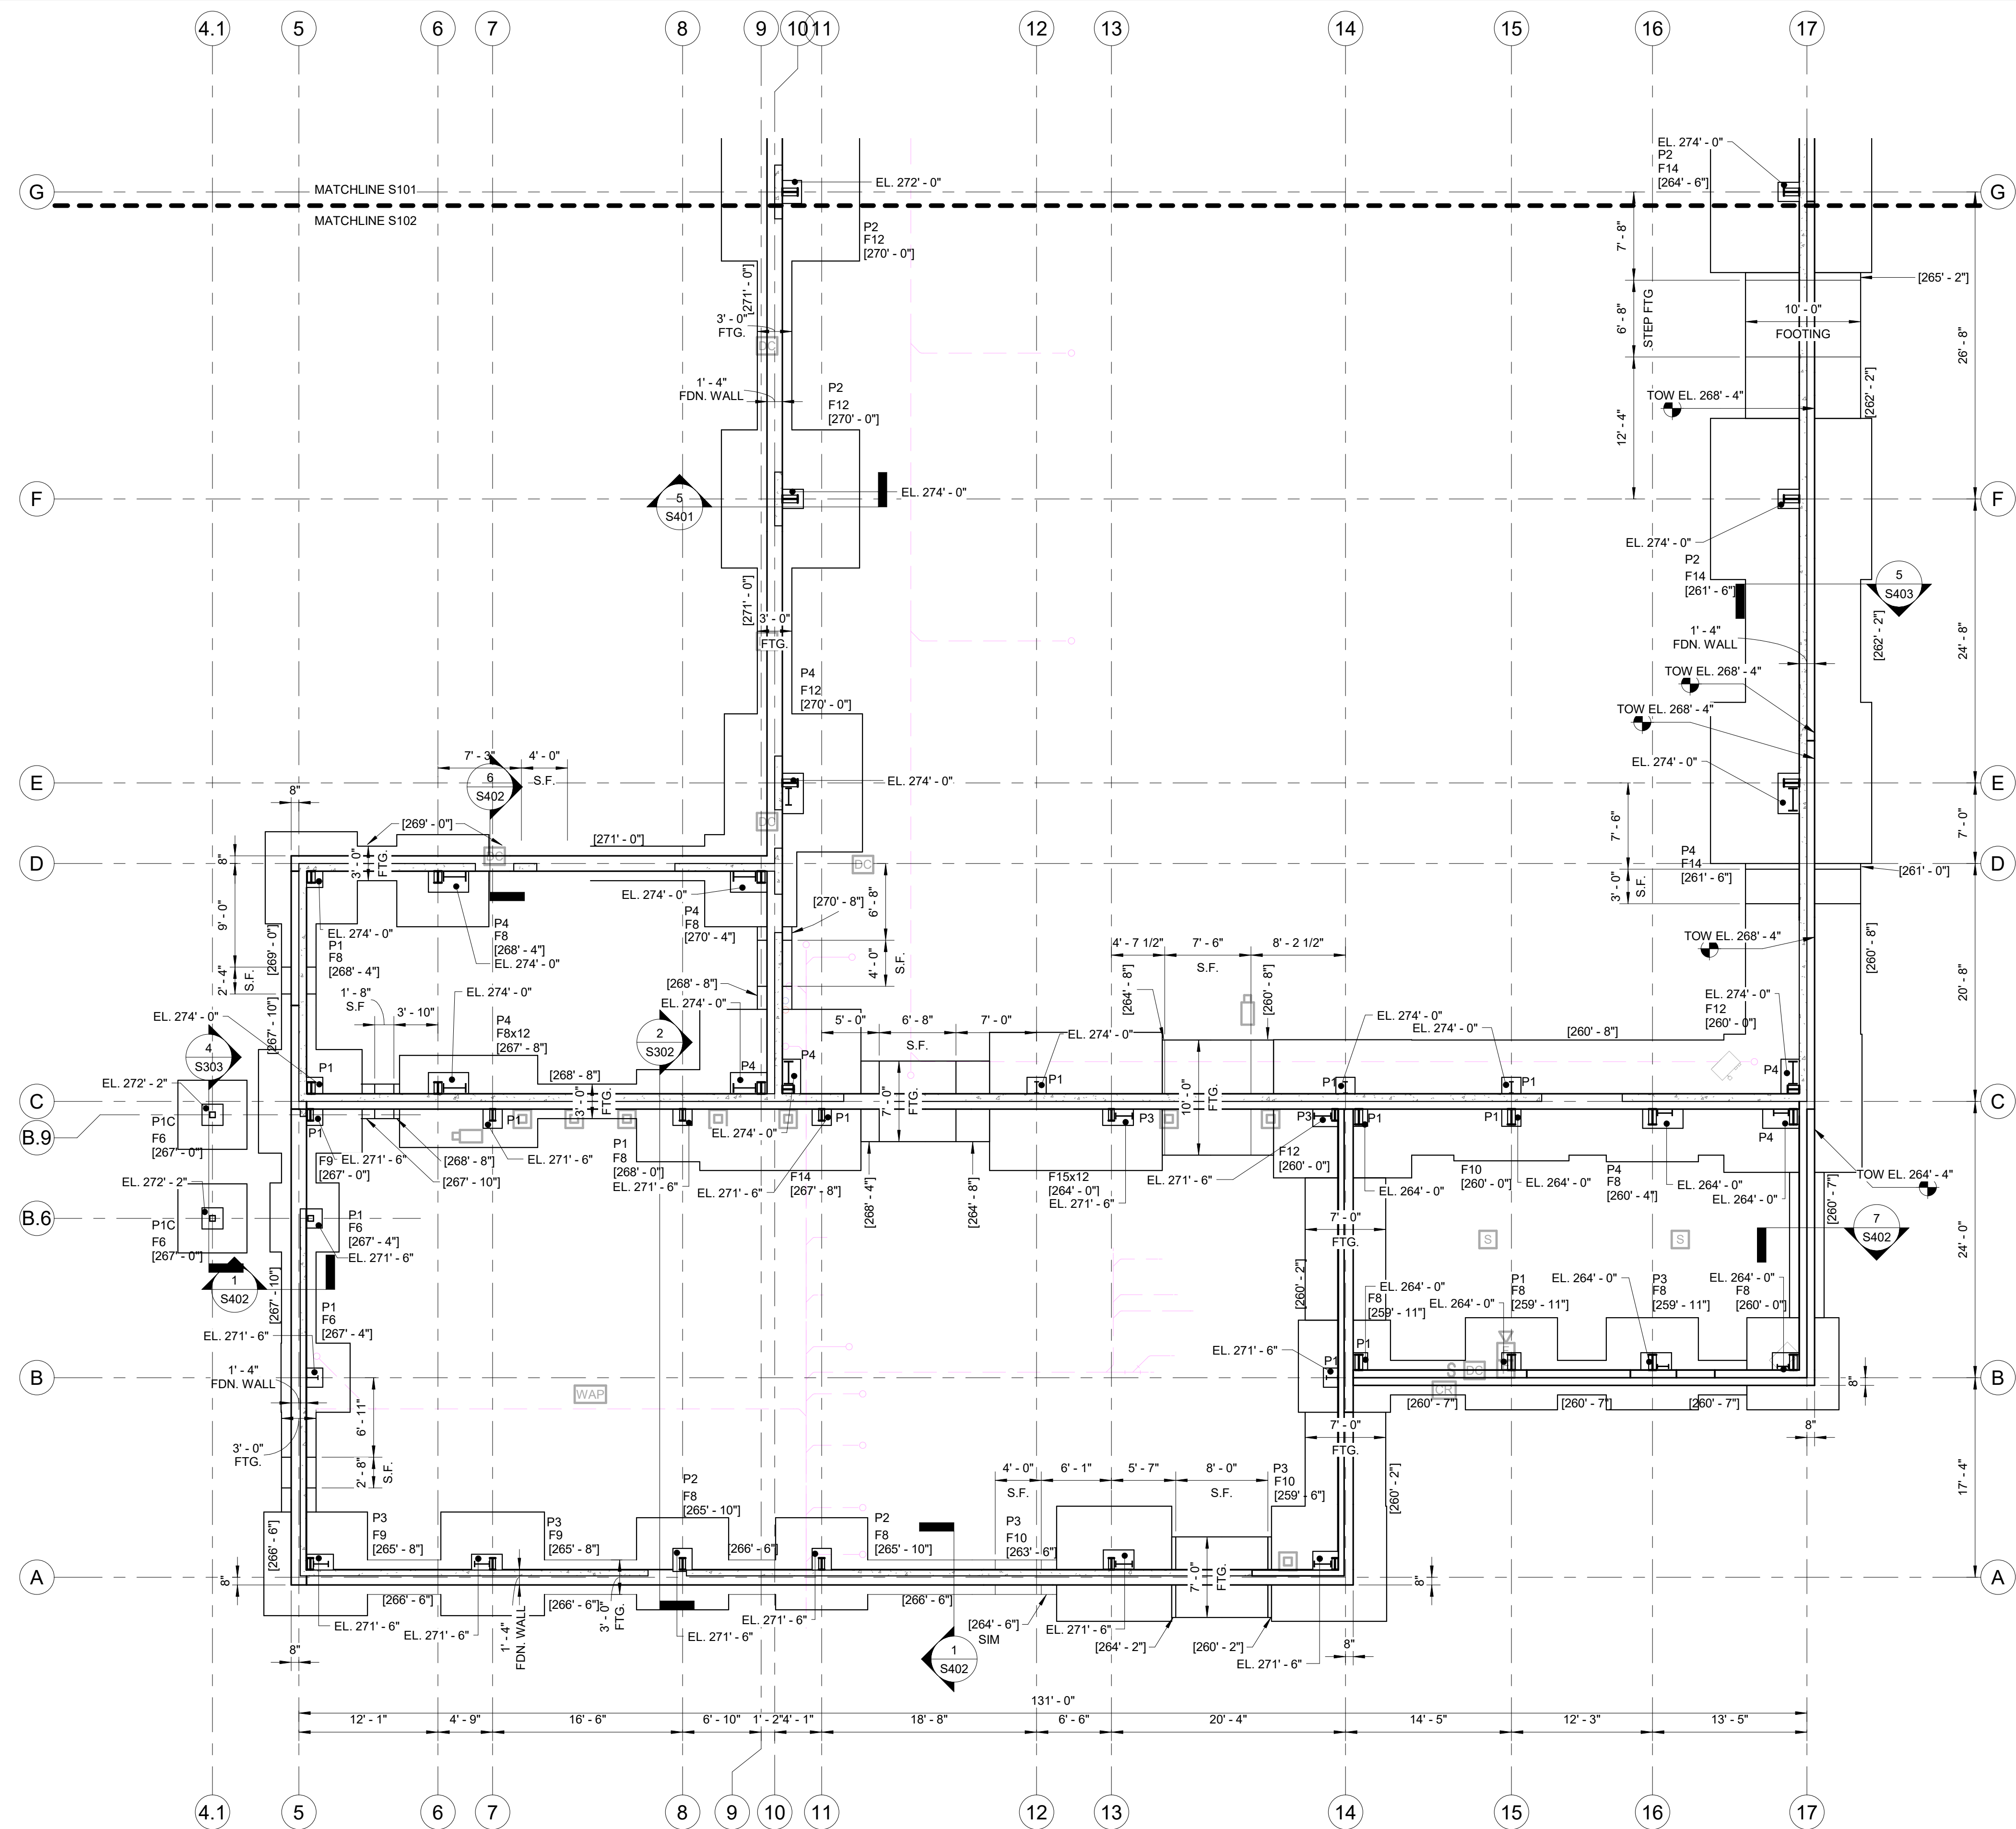 4.1
5
6
7
8
9
10
11
12
13
14
15
16
17
EL. 274' - 0"
P2
F14
[264' - 6"]
G
MATCHLINE S101
EL. 272' - 0"
G
MATCHLINE S102
P2
F12
[270' - 0"]
7' - 8"
[271' - 0"]
[265' - 2"]
3' - 0"
FTG.
DC
6' - 8"
STEP FTG
10' - 0"
FOOTING
26' - 8"
1' - 4"
FDN. WALL
P2
F12
[270' - 0"]
TOW EL. 268' - 4"
[262' - 2"]
12' - 4"
F
5
S401
EL. 274' - 0"
F
EL. 274' - 0"
P2
F14
[261' - 6"]
5
S403
[271' - 0"]
3' - 0"
FTG.
1' - 4"
FDN. WALL
[262' - 2"]
24' - 8"
P4
F12
[270' - 0"]
TOW EL. 268' - 4"
TOW EL. 268' - 4"
7' - 3"
4' - 0"
S.F.
6
S402
E
EL. 274' - 0"
EL. 274' - 0"
E
8"
[269' - 0"]
[271' - 0"]
DC
7' - 6"
7' - 0"
D
8"
3' - 0"
FTG.
DC
DC
P4
F14
[261' - 6"]
D
[261' - 0"]
3' - 0"
S.F.
EL. 274' - 0"
[270' - 8"]
6' - 8"
9' - 0"
[269' - 0"]
EL. 274' - 0"
P1
F8
[268' - 4"]
P4
F8
[268' - 4"]
EL. 274' - 0"
P4
F8
[270' - 4"]
4' - 0"
S.F.
4' - 7 1/2"
7' - 6"
8' - 2 1/2"
S.F.
TOW EL. 268' - 4"
[260' - 8"]
2' - 4"
S.F.
1' - 8"
S.F
3' - 10"
EL. 274' - 0"
[268' - 8"]
EL. 274' - 0"
[264' - 8"]
[260' - 8"]
20' - 8"
EL. 274' - 0"
[267' - 10"]
P4
F8x12
[267' - 8"]
2
S302
5' - 0"
6' - 8"
7' - 0"
S.F.
EL. 274' - 0"
EL. 274' - 0"
EL. 274' - 0"
[260' - 8"]
EL. 274' - 0"
F12
[260' - 0"]
4
S303
P1
[268' - 8"]
P4
P4
P1
P1
P1
P4
EL. 272' - 2"
3' - 0"
FTG.
7' - 0"
FTG.
10' - 0"
FTG.
C
C
B.9
P1C
F6
[267' - 0"]
P1
P1
EL. 274' - 0"
P1
P3
P3
P1
P1
P4
F9
[267' - 0"]
EL. 271' - 6"
[268' - 8"]
[267' - 10"]
EL. 271' - 6"
P1
F8
[268' - 0"]
EL. 271' - 6"
EL. 271' - 6"
F14
[267' - 8"]
[268' - 4"]
[264' - 8"]
F15x12
[264' - 0"]
EL. 271' - 6"
EL. 271' - 6"
F12
[260' - 0"]
EL. 264' - 0"
F10
[260' - 0"]
EL. 264' - 0"
P4
F8
[260' - 4"]
EL. 264' - 0"
EL. 264' - 0"
TOW EL. 264' - 4"
[260' - 7"]
EL. 272' - 2"
B.6
P1C
F6
[267' - 0"]
P1
F6
[267' - 4"]
EL. 271' - 6"
7' - 0"
FTG.
S
S
7
S402
24' - 0"
1
S402
[267' - 10"]
[260' - 2"]
P1
F6
[267' - 4"]
EL. 264' - 0"
F8
[259' - 11"]
EL. 264' - 0"
P1
F8
[259' - 11"]
EL. 264' - 0"
P3
F8
[259' - 11"]
EL. 264' - 0"
F8
[260' - 0"]
EL. 271' - 6"
EL. 271' - 6"
P1
P1
B
1' - 4"
FDN. WALL
WAP
S
DC
CR
8"
B
6' - 11"
[260' - 7"]
[260' - 7"]
[260' - 7"]
3' - 0"
FTG.
7' - 0"
FTG.
8"
2' - 8"
S.F.
P2
F8
[265' - 10"]
4' - 0"
6' - 1"
5' - 7"
8' - 0"
S.F.
S.F.
P3
F10
[259' - 6"]
[260' - 2"]
17' - 4"
[266' - 6"]
P3
F9
[265' - 8"]
P3
F9
[265' - 8"]
[266' - 6"]
P2
F8
[265' - 10"]
P3
F10
[263' - 6"]
A
8"
7' - 0"
FTG.
8"
A
[266' - 6"]
[266' - 6"]
3' - 0"
FTG.
[266' - 6"]
EL. 271' - 6"
EL. 271' - 6"
1' - 4"
FDN. WALL
EL. 271' - 6"
EL. 271' - 6"
[264' - 6"]
SIM
EL. 271' - 6"
[264' - 2"]
[260' - 2"]
EL. 271' - 6"
8"
8"
1
S402
131' - 0"
12' - 1"
4' - 9"
16' - 6"
6' - 10"
1' - 2"
4' - 1"
18' - 8"
6' - 6"
20' - 4"
14' - 5"
12' - 3"
13' - 5"
4.1
5
6
7
8
9
10
11
12
13
14
15
16
17